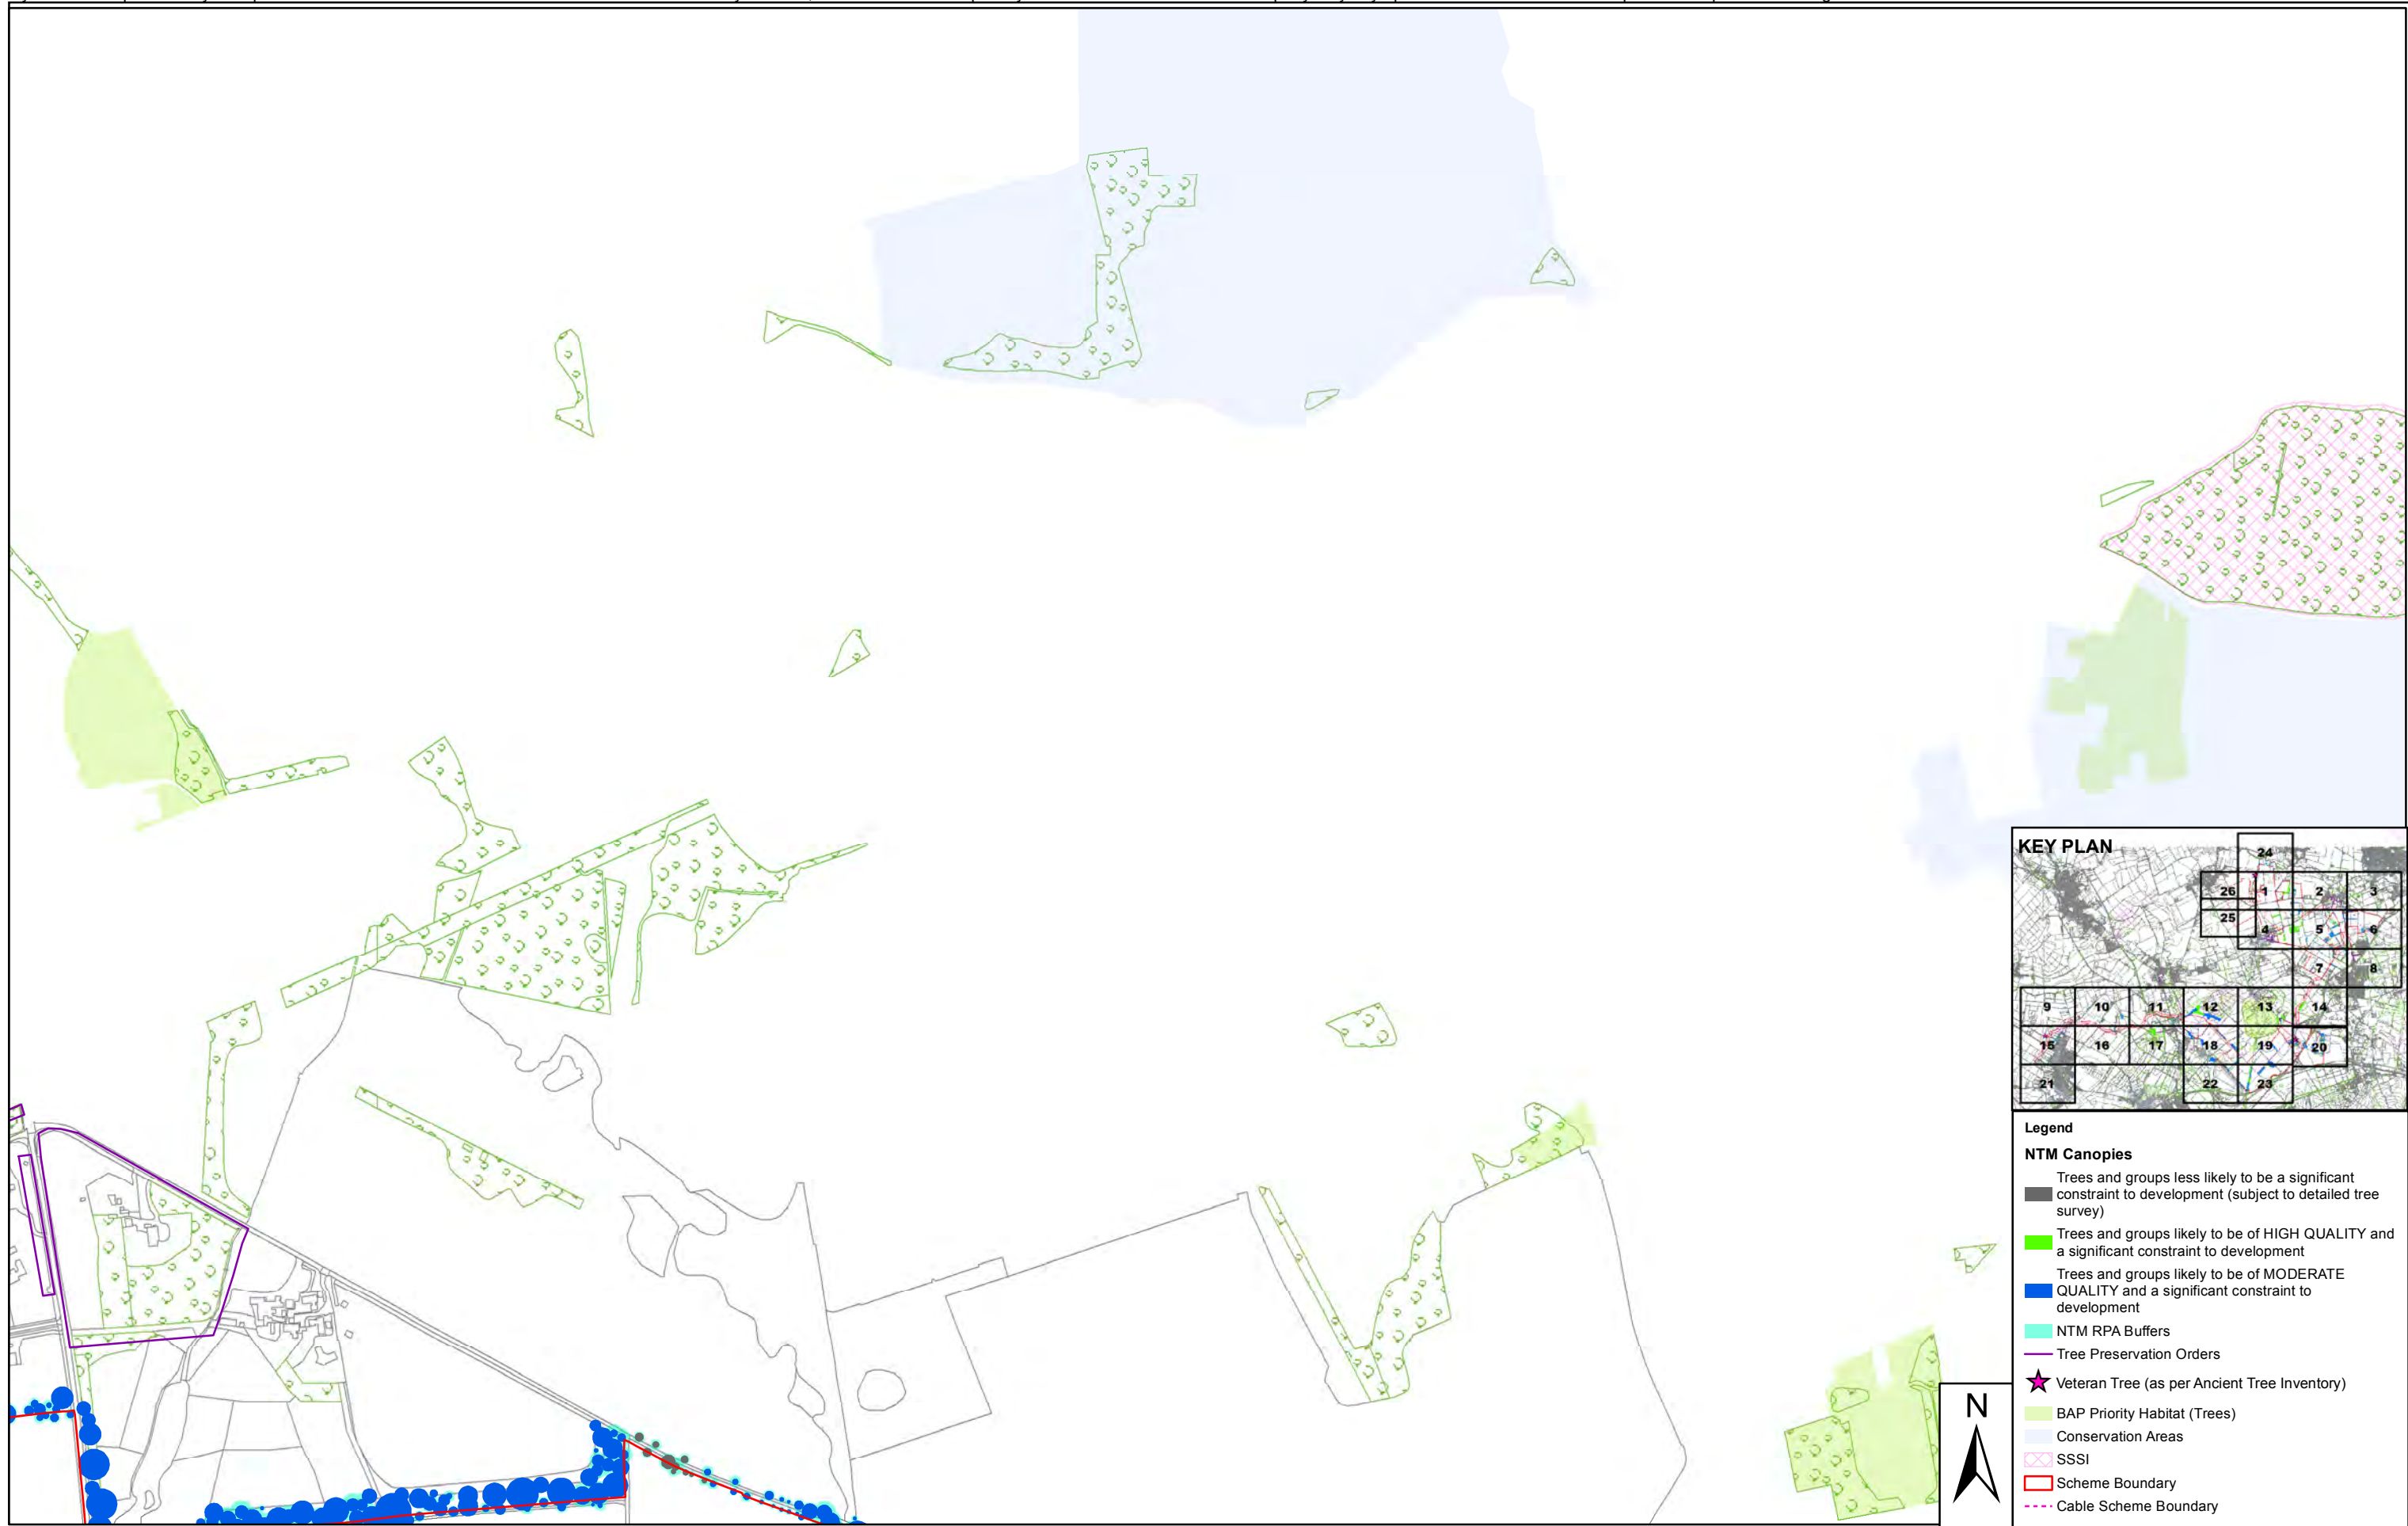 KEY PLAN
24
26 1 2 3
25 4 5 6
7 8
9 10 11 12 13 14
15 16 17 18 19 20
21 22 23
Legend
NTM Canopies
Trees and groups less likely to be a significant
constraint to development (subject to detailed tree
survey)
Trees and groups likely to be of HIGH QUALITY and
a significant constraint to development
Trees and groups likely to be of MODERATE
QUALITY and a significant constraint to
development
NTM RPA Buffers
Tree Preservation Orders
Veteran Tree (as per Ancient Tree Inventory)
BAP Priority Habitat (Trees)
Conservation Areas
SSSI
Scheme Boundary
Cable Scheme Boundary
N